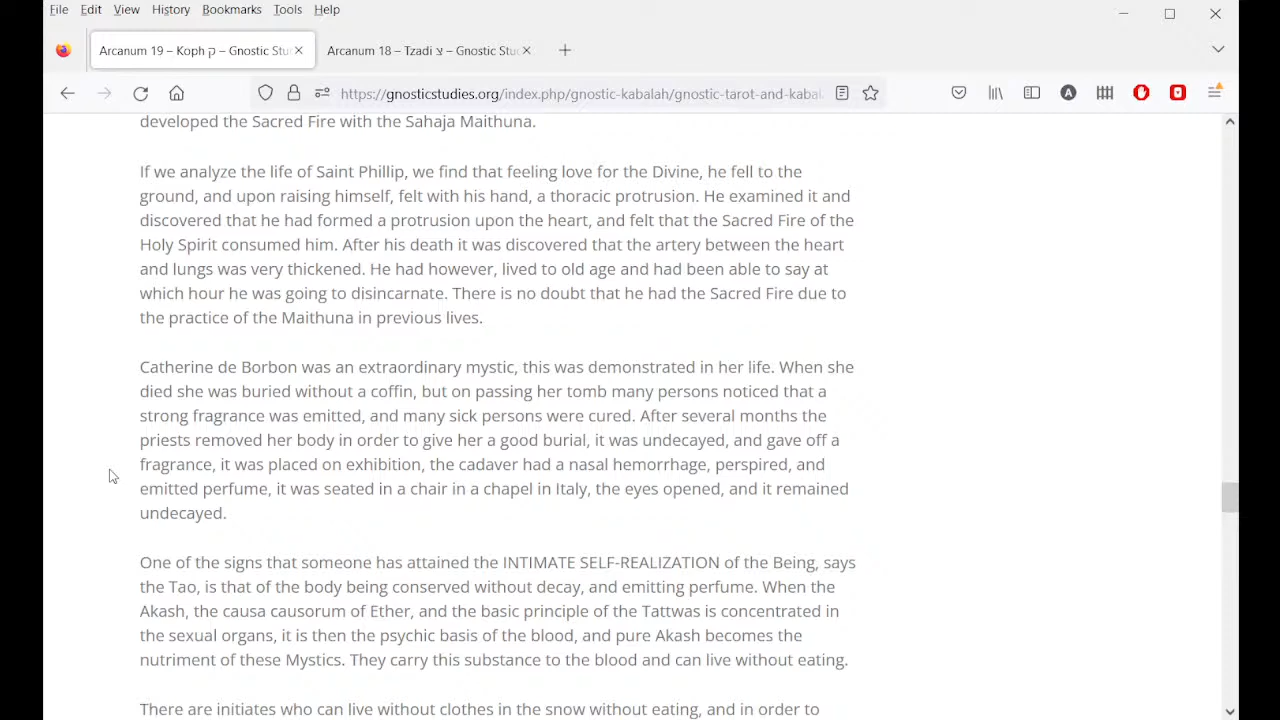 File Edit View History Bookmarks Tools Help
Arcanum 19 – Koph ק – Gnostic Stu
Arcanum 18 – Tzadi צ – Gnostic Stu
https://gnosticstudies.org/index.php/gnostic-kabalah/gnostic-tarot-and-kabal
developed the Sacred Fire with the Sahaja Maithuna.
If we analyze the life of Saint Phillip, we find that feeling love for the Divine, he fell to the
ground, and upon raising himself, felt with his hand, a thoracic protrusion. He examined it and
discovered that he had formed a protrusion upon the heart, and felt that the Sacred Fire of the
Holy Spirit consumed him. After his death it was discovered that the artery between the heart
and lungs was very thickened. He had however, lived to old age and had been able to say at
which hour he was going to disincarnate. There is no doubt that he had the Sacred Fire due to
the practice of the Maithuna in previous lives.
Catherine de Borbon was an extraordinary mystic, this was demonstrated in her life. When she
died she was buried without a coffin, but on passing her tomb many persons noticed that a
strong fragrance was emitted, and many sick persons were cured. After several months the
priests removed her body in order to give her a good burial, it was undecayed, and gave off a
fragrance, it was placed on exhibition, the cadaver had a nasal hemorrhage, perspired, and
emitted perfume, it was seated in a chair in a chapel in Italy, the eyes opened, and it remained
undecayed.
One of the signs that someone has attained the INTIMATE SELF-REALIZATION of the Being, says
the Tao, is that of the body being conserved without decay, and emitting perfume. When the
Akash, the causa causorum of Ether, and the basic principle of the Tattwas is concentrated in
the sexual organs, it is then the psychic basis of the blood, and pure Akash becomes the
nutriment of these Mystics. They carry this substance to the blood and can live without eating.
There are initiates who can live without clothes in the snow without eating, and in order to